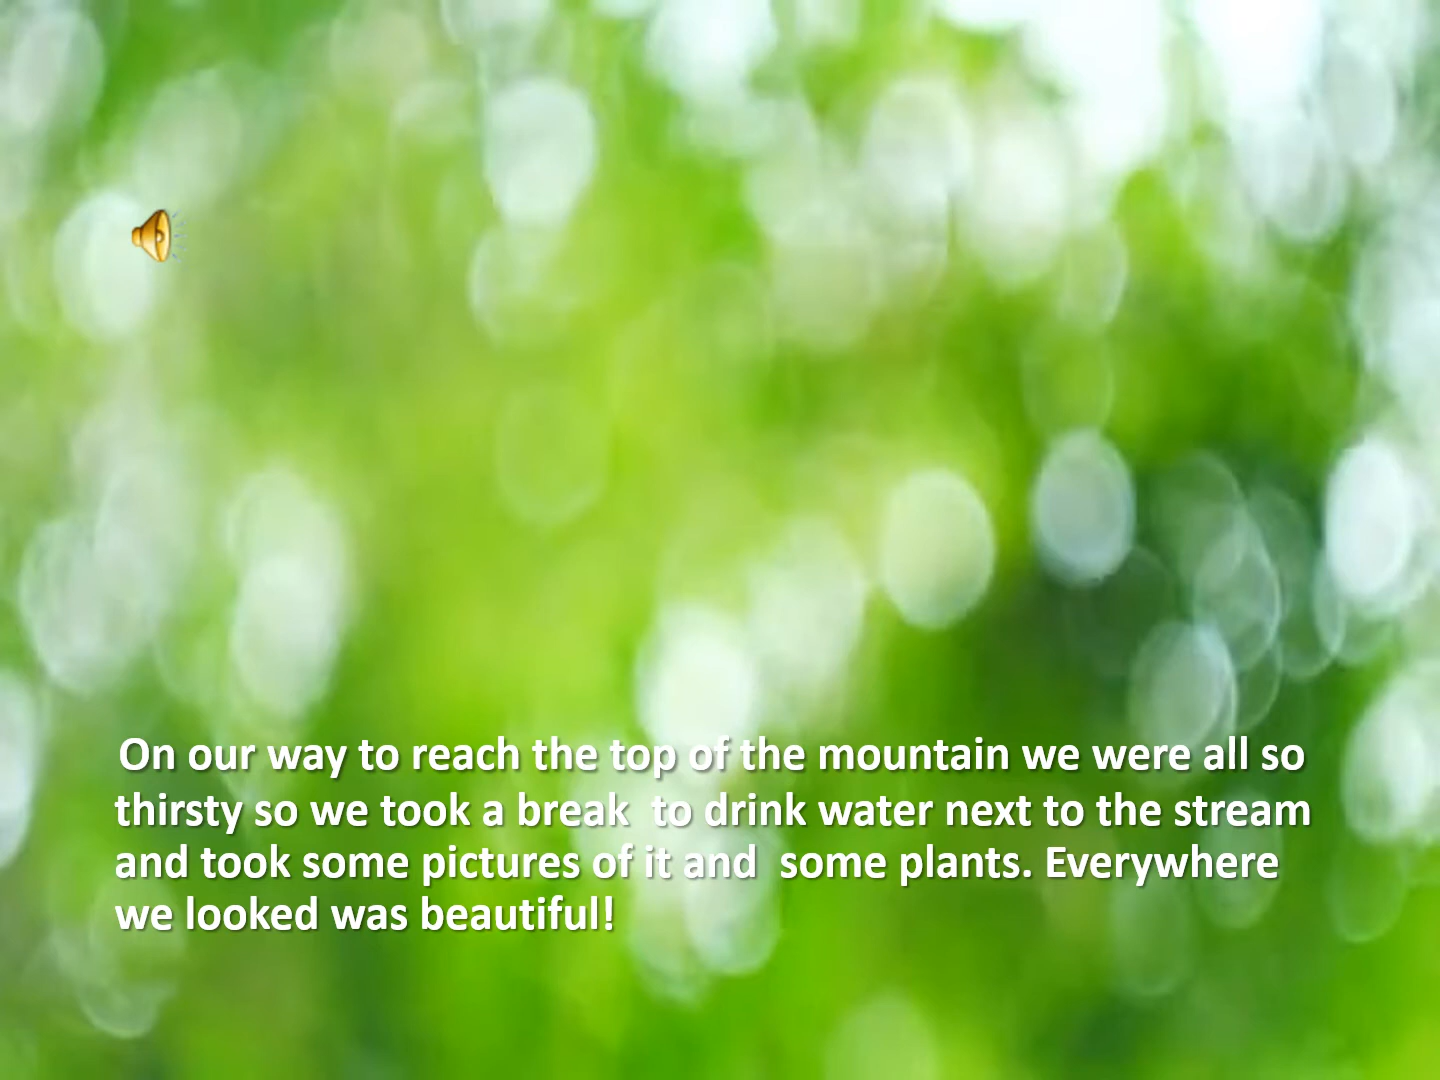 On our way to reach the top of the mountain we were all so
thirsty so we took a break  to drink water next to the stream
and took some pictures of it and  some plants. Everywhere
we looked was beautiful!